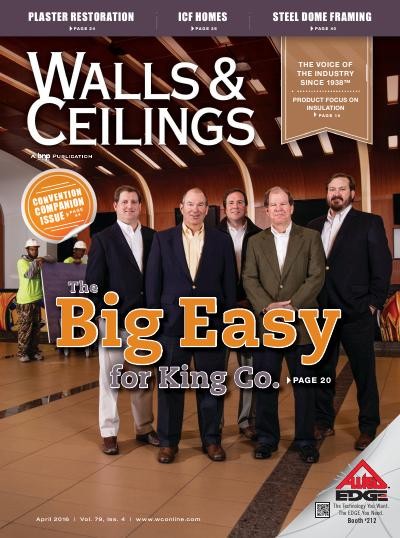 PLASTER RESTORATION
PAGE 24
ICF HOMES
PAGE 28
STEEL DOME FRAMING
PAGE 40
WALLS &
CEILINGS
A bnp PUBLICATION
THE VOICE OF
THE INDUSTRY
SINCE 1938™
PRODUCT FOCUS ON
INSULATION
PAGE 14
CONVENTION
COMPANION
ISSUE
The
Big Easy
for King Co.
PAGE 20
EDGE
The Technology You Want.
The EDGE You Need.
Booth #212
April 2016 | Vol. 79, Iss. 4 | www.wconline.com